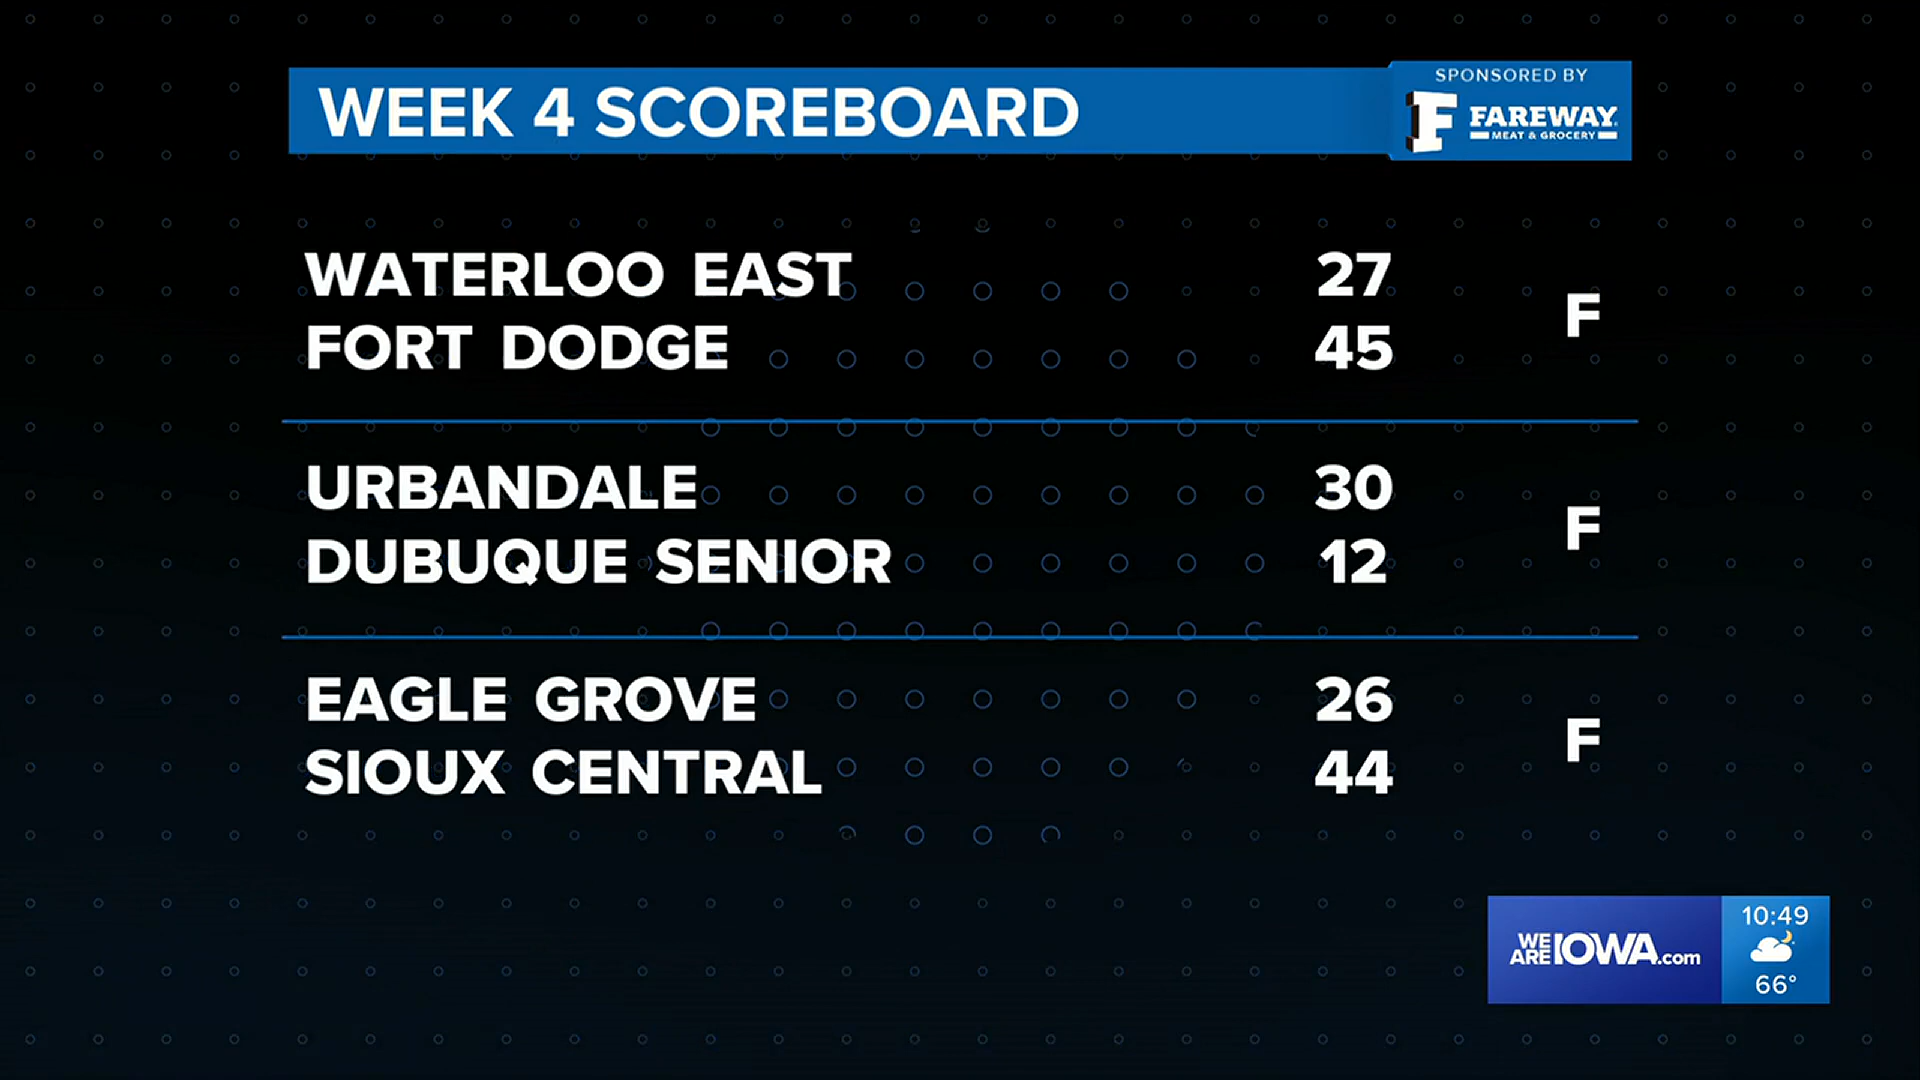 WEEK 4 SCOREBOARD
SPONSORED BY
F FAREWAY
MEAT & GROCERY
WATERLOO EAST 27
FORT DODGE 45
F
URBANDALE 30
DUBUQUE SENIOR 12
F
EAGLE GROVE 26
SIOUX CENTRAL 44
F
WE ARE IOWA.com
10:49
66°